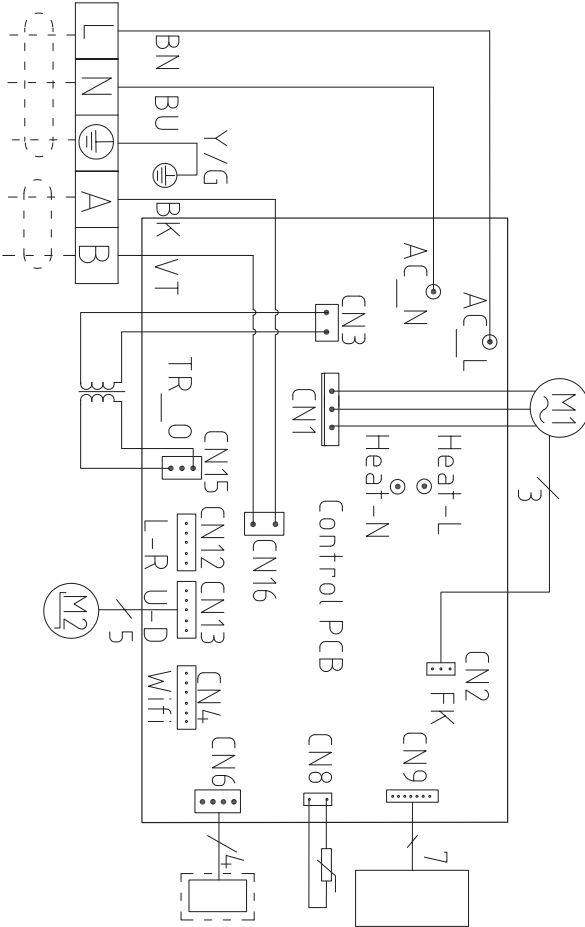 L
N
A
B
BN
BU
Y/G
BK
VT
AC_N
AC_L
CN3
TR_O
CN1
M1
CN15
Heat-N
Heat-L
3
CN12
L-R
CN16
Control PCB
CN13
U-D
M2
5
CN2
FK
CN4
Wifi
CN6
CN8
CN9
4
7